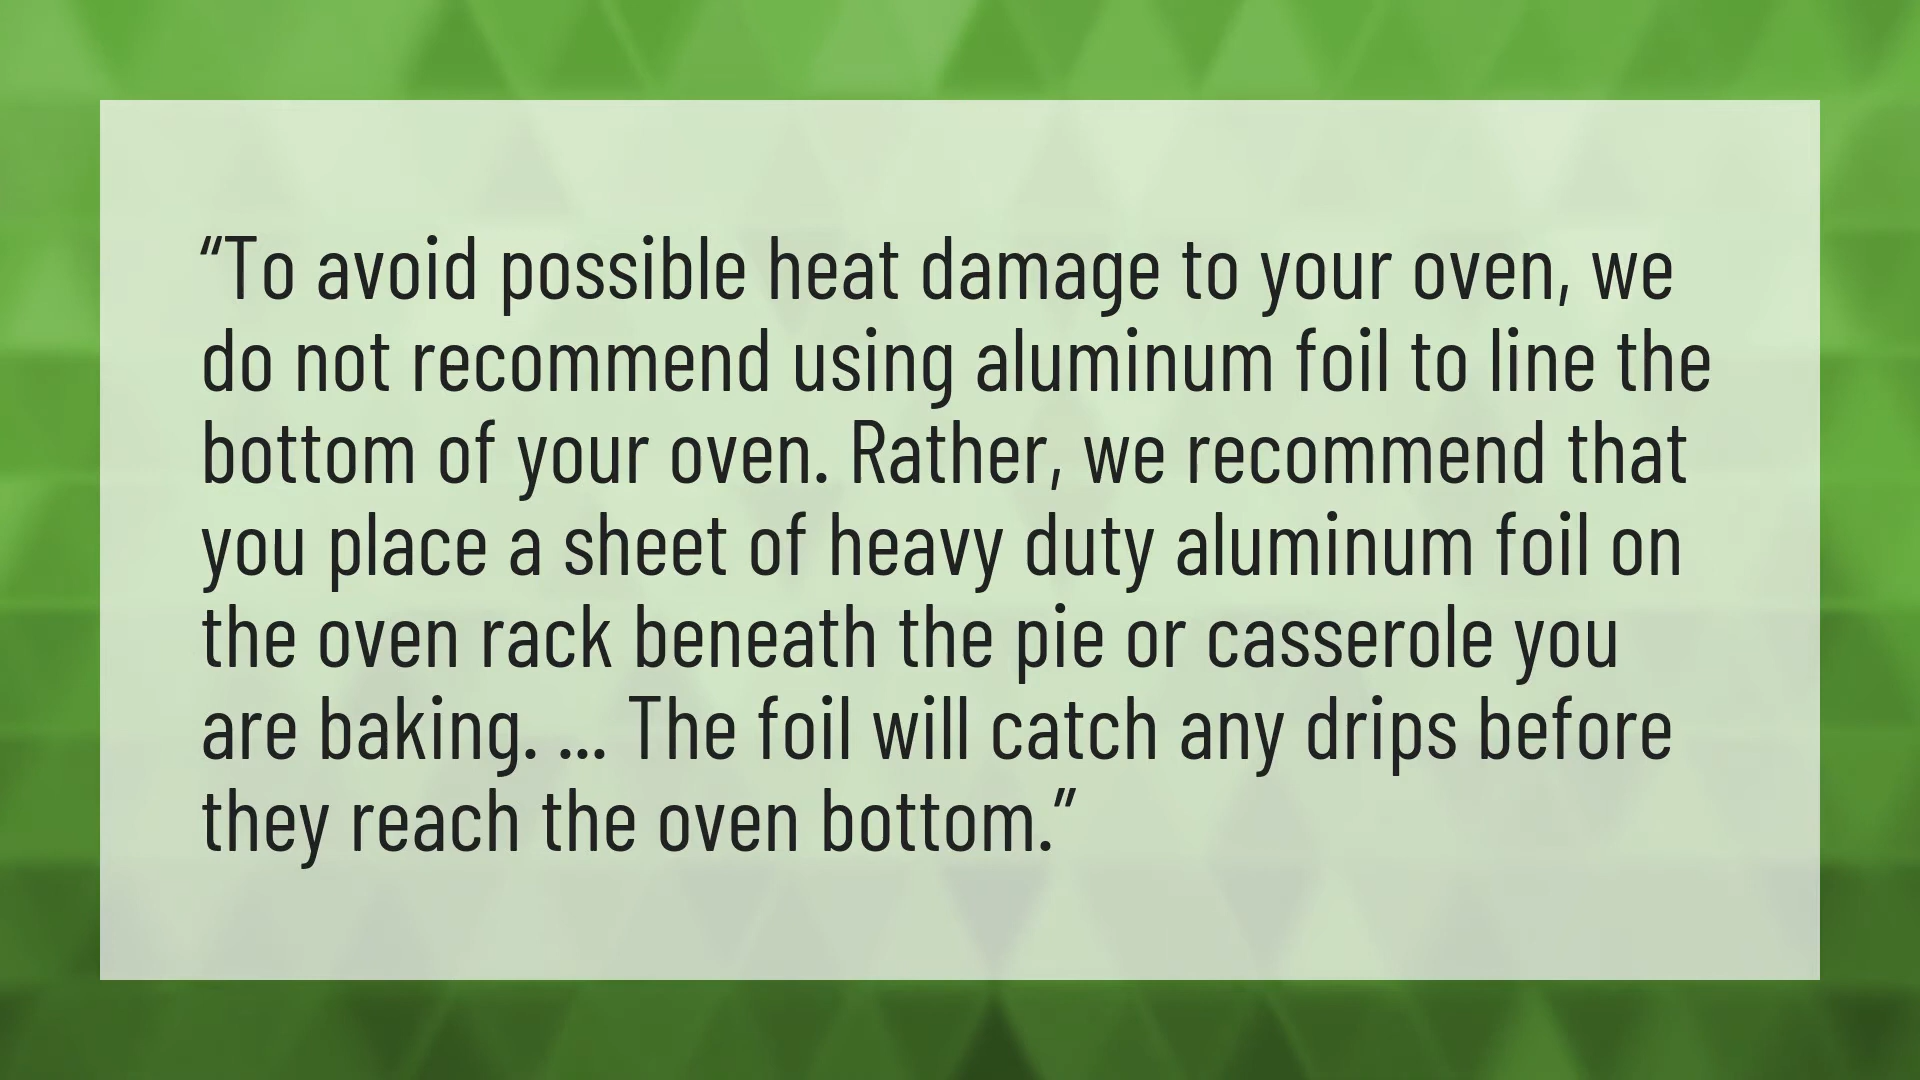 “To avoid possible heat damage to your oven, we
do not recommend using aluminum foil to line the
bottom of your oven. Rather, we recommend that
you place a sheet of heavy duty aluminum foil on
the oven rack beneath the pie or casserole you
are baking. ... The foil will catch any drips before
they reach the oven bottom.”